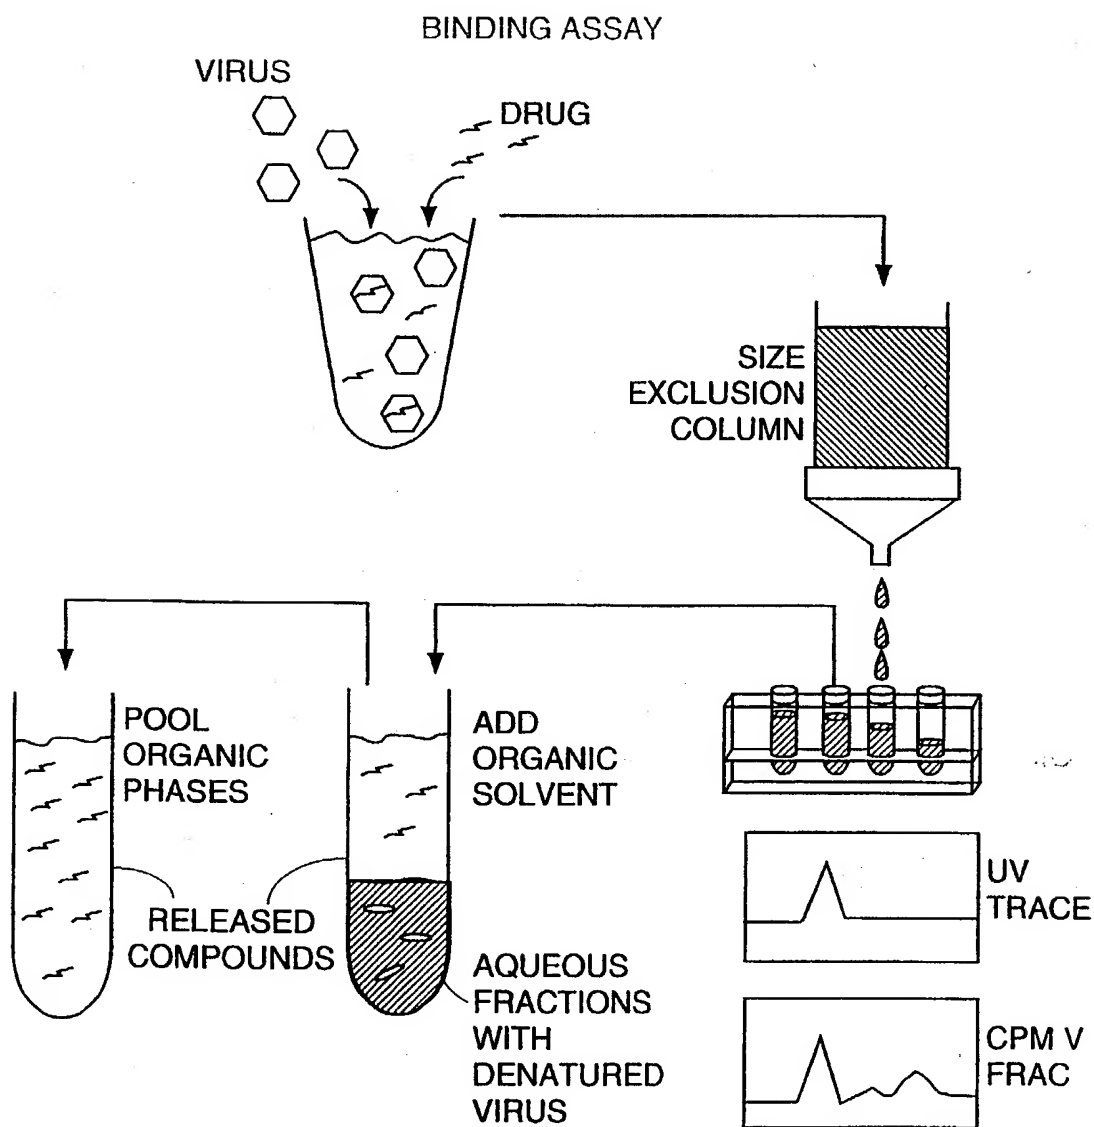 BINDING ASSAY
VIRUS
DRUG
SIZE
EXCLUSION
COLUMN
POOL
ORGANIC
PHASES
ADD
ORGANIC
SOLVENT
RELEASED
COMPOUNDS
AQUEOUS
FRACTIONS
WITH
DENATURED
VIRUS
UV
TRACE
CPM V
FRAC